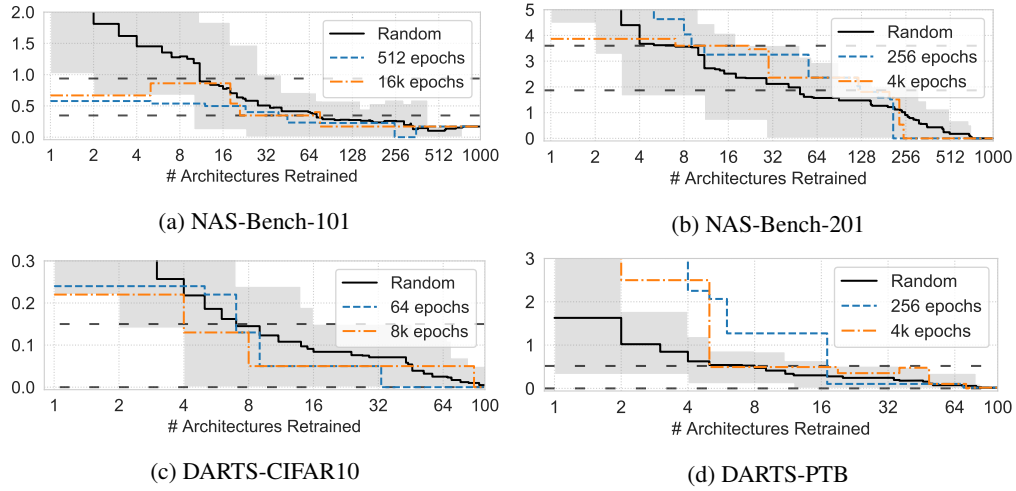 2.0
1.5
1.0
0.5
0.0
Random
512 epochs
16k epochs
1 2 4 8 16 32 64 128 256 512 1000
# Architectures Retrained
(a) NAS-Bench-101
5
4
3
2
1
0
Random
256 epochs
4k epochs
1 2 4 8 16 32 64 128 256 512 1000
# Architectures Retrained
(b) NAS-Bench-201
0.3
0.2
0.1
0.0
Random
64 epochs
8k epochs
1 2 4 8 16 32 64 100
# Architectures Retrained
(c) DARTS-CIFAR10
3
2
1
0
Random
256 epochs
4k epochs
1 2 4 8 16 32 64 100
# Architectures Retrained
(d) DARTS-PTB